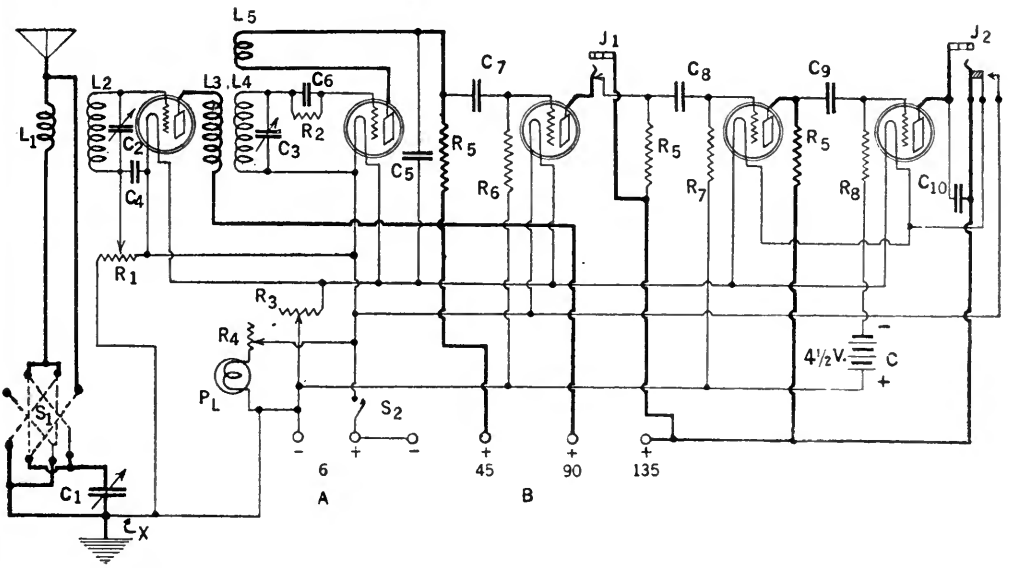 L5
J1
J2
L2
L3
L4
C6
C7
C8
C9
L1
C2
R2
C3
C5
R5
R6
R5
R7
R5
R8
C10
C4
R1
R3
R4
4½V.
-
C
+
PL
S1
S2
- + - + + +
6 45 90 135
A B
C1
X